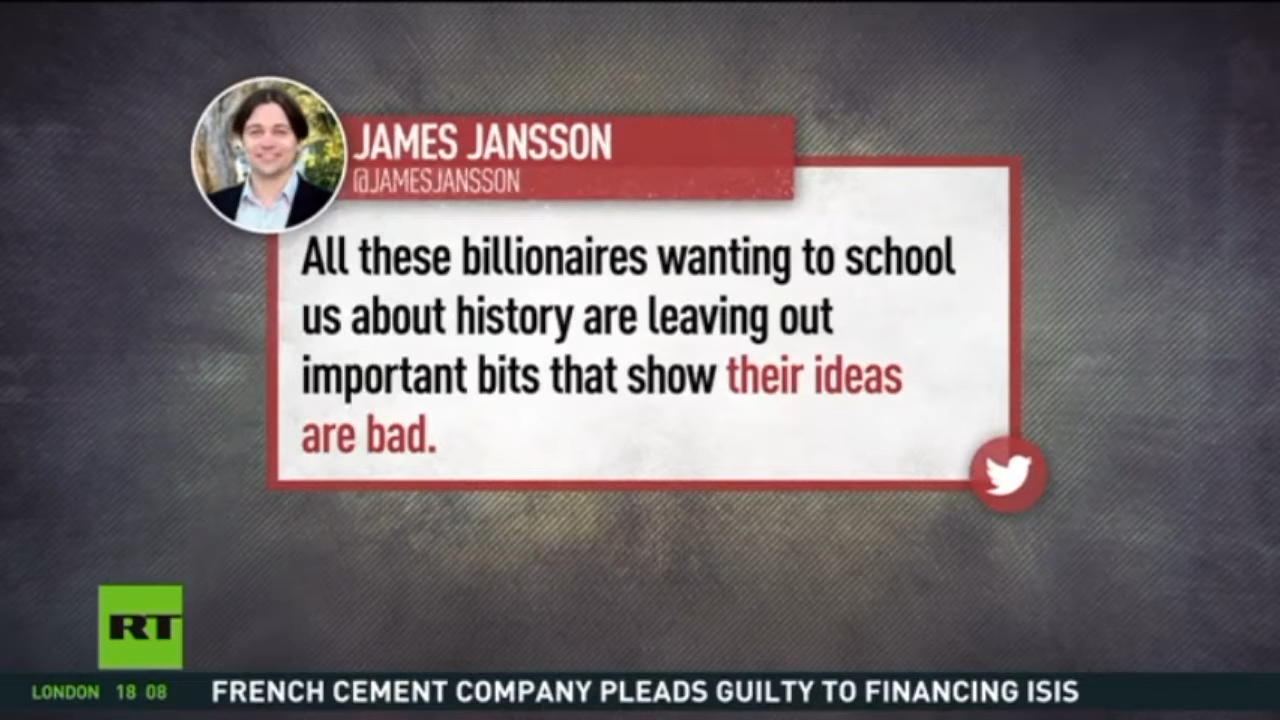 JAMES JANSSON
@JAMESJANSSON
All these billionaires wanting to school
us about history are leaving out
important bits that show their ideas
are bad.
RT
LONDON 18 08 FRENCH CEMENT COMPANY PLEADS GUILTY TO FINANCING ISIS